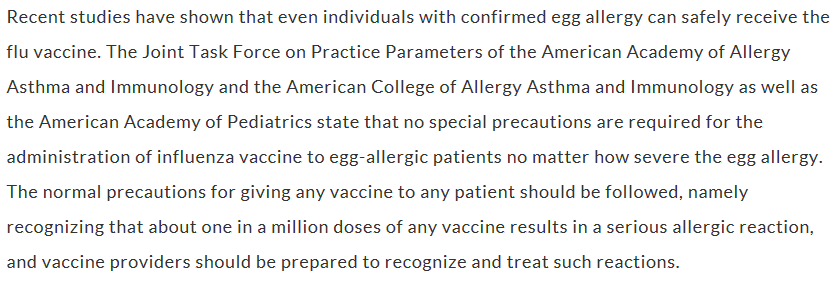 Recent studies have shown that even individuals with confirmed egg allergy can safely receive the
flu vaccine. The Joint Task Force on Practice Parameters of the American Academy of Allergy
Asthma and Immunology and the American College of Allergy Asthma and Immunology as well as
the American Academy of Pediatrics state that no special precautions are required for the
administration of influenza vaccine to egg-allergic patients no matter how severe the egg allergy.
The normal precautions for giving any vaccine to any patient should be followed, namely
recognizing that about one in a million doses of any vaccine results in a serious allergic reaction,
and vaccine providers should be prepared to recognize and treat such reactions.